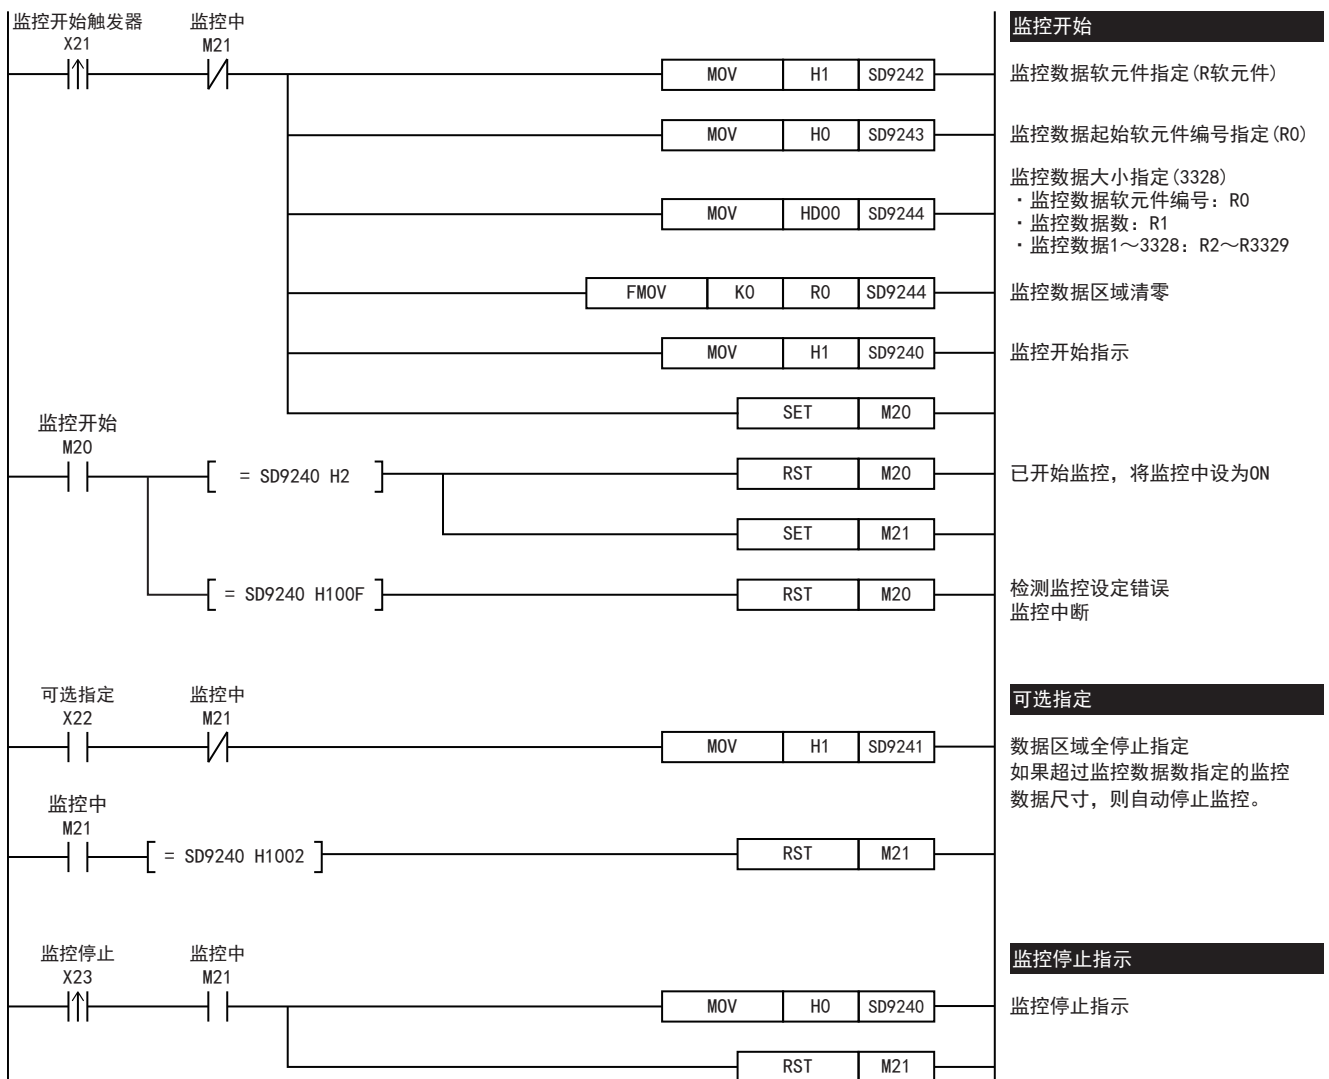 监控开始触发器 监控中 监控开始
X21 M21
MOV H1 SD9242 监控数据软元件指定(R软元件)
MOV H0 SD9243 监控数据起始软元件编号指定(R0)
监控数据大小指定(3328)
・监控数据软元件编号：R0
MOV HD00 SD9244
・监控数据数：R1
・监控数据1～3328：R2～R3329
FMOV K0 R0 SD9244 监控数据区域清零
MOV H1 SD9240 监控开始指示
SET M20
监控开始
M20
= SD9240 H2 RST M20 已开始监控，将监控中设为ON
SET M21
= SD9240 H100F RST M20 检测监控设定错误
监控中断
可选指定 监控中 可选指定
X22 M21
MOV H1 SD9241 数据区域全停止指定
如果超过监控数据数指定的监控
数据尺寸，则自动停止监控。
监控中
M21
= SD9240 H1002 RST M21
监控停止 监控中 监控停止指示
X23 M21
MOV H0 SD9240 监控停止指示
RST M21